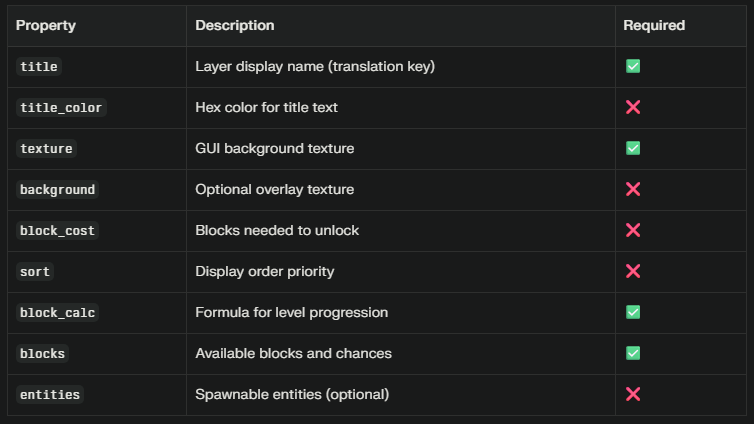 Property Description Required
title Layer display name (translation key) ✅
title_color Hex color for title text ❌
texture GUI background texture ✅
background Optional overlay texture ❌
block_cost Blocks needed to unlock ❌
sort Display order priority ❌
block_calc Formula for level progression ✅
blocks Available blocks and chances ✅
entities Spawnable entities (optional) ❌